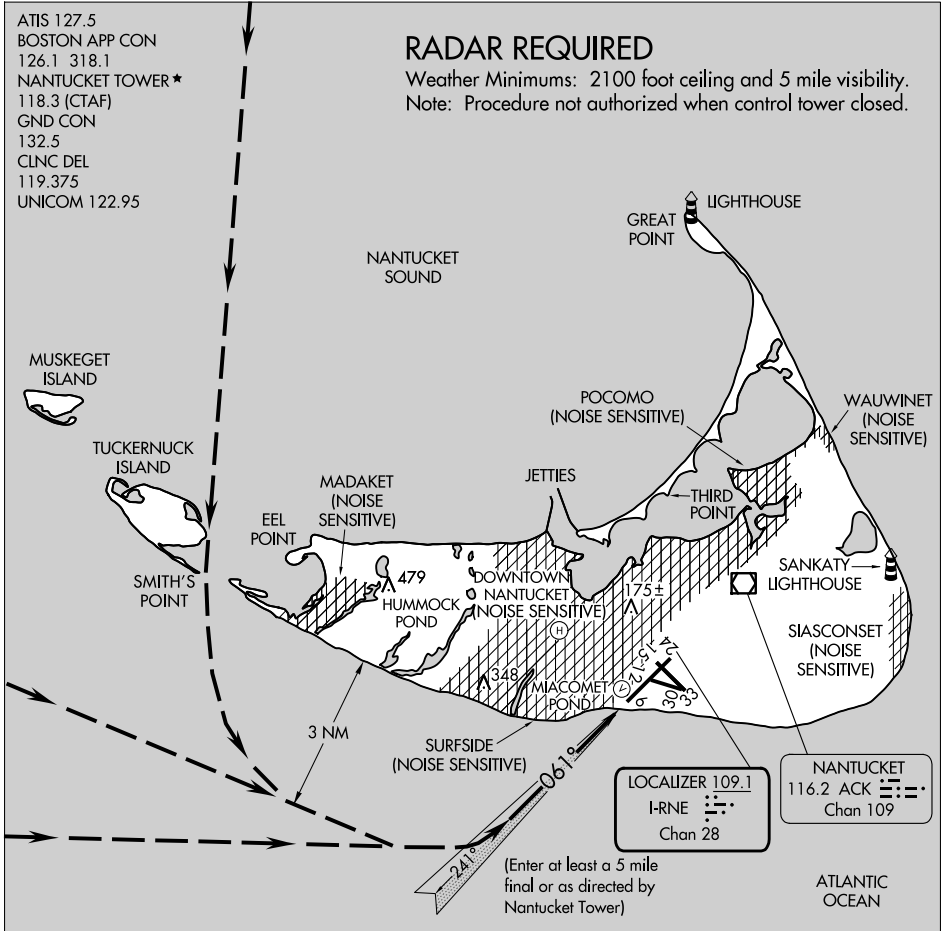 ATIS 127.5
BOSTON APP CON
126.1 318.1
NANTUCKET TOWER★
118.3 (CTAF)
GND CON
132.5
CLNC DEL
119.375
UNICOM 122.95
RADAR REQUIRED
Weather Minimums: 2100 foot ceiling and 5 mile visibility.
Note: Procedure not authorized when control tower closed.
LIGHTHOUSE
GREAT
POINT
NANTUCKET
SOUND
MUSKEGET
ISLAND
POCOMO
(NOISE SENSITIVE)
WAUWINET
(NOISE
SENSITIVE)
TUCKERNUCK
ISLAND
MADAKET
(NOISE
SENSITIVE)
JETTIES
THIRD
POINT
EEL
POINT
SMITH'S
POINT
479
HUMMOCK
POND
DOWNTOWN
NANTUCKET
(NOISE SENSITIVE)
175±
H
SANKATY
LIGHTHOUSE
SIASCONSET
(NOISE
SENSITIVE)
348
MIACOMET
POND
24
15
12
6
30
33
3 NM
SURFSIDE
(NOISE SENSITIVE)
061°
241°
LOCALIZER 109.1
I-RNE
Chan 28
NANTUCKET
116.2 ACK
Chan 109
(Enter at least a 5 mile
final or as directed by
Nantucket Tower)
ATLANTIC
OCEAN